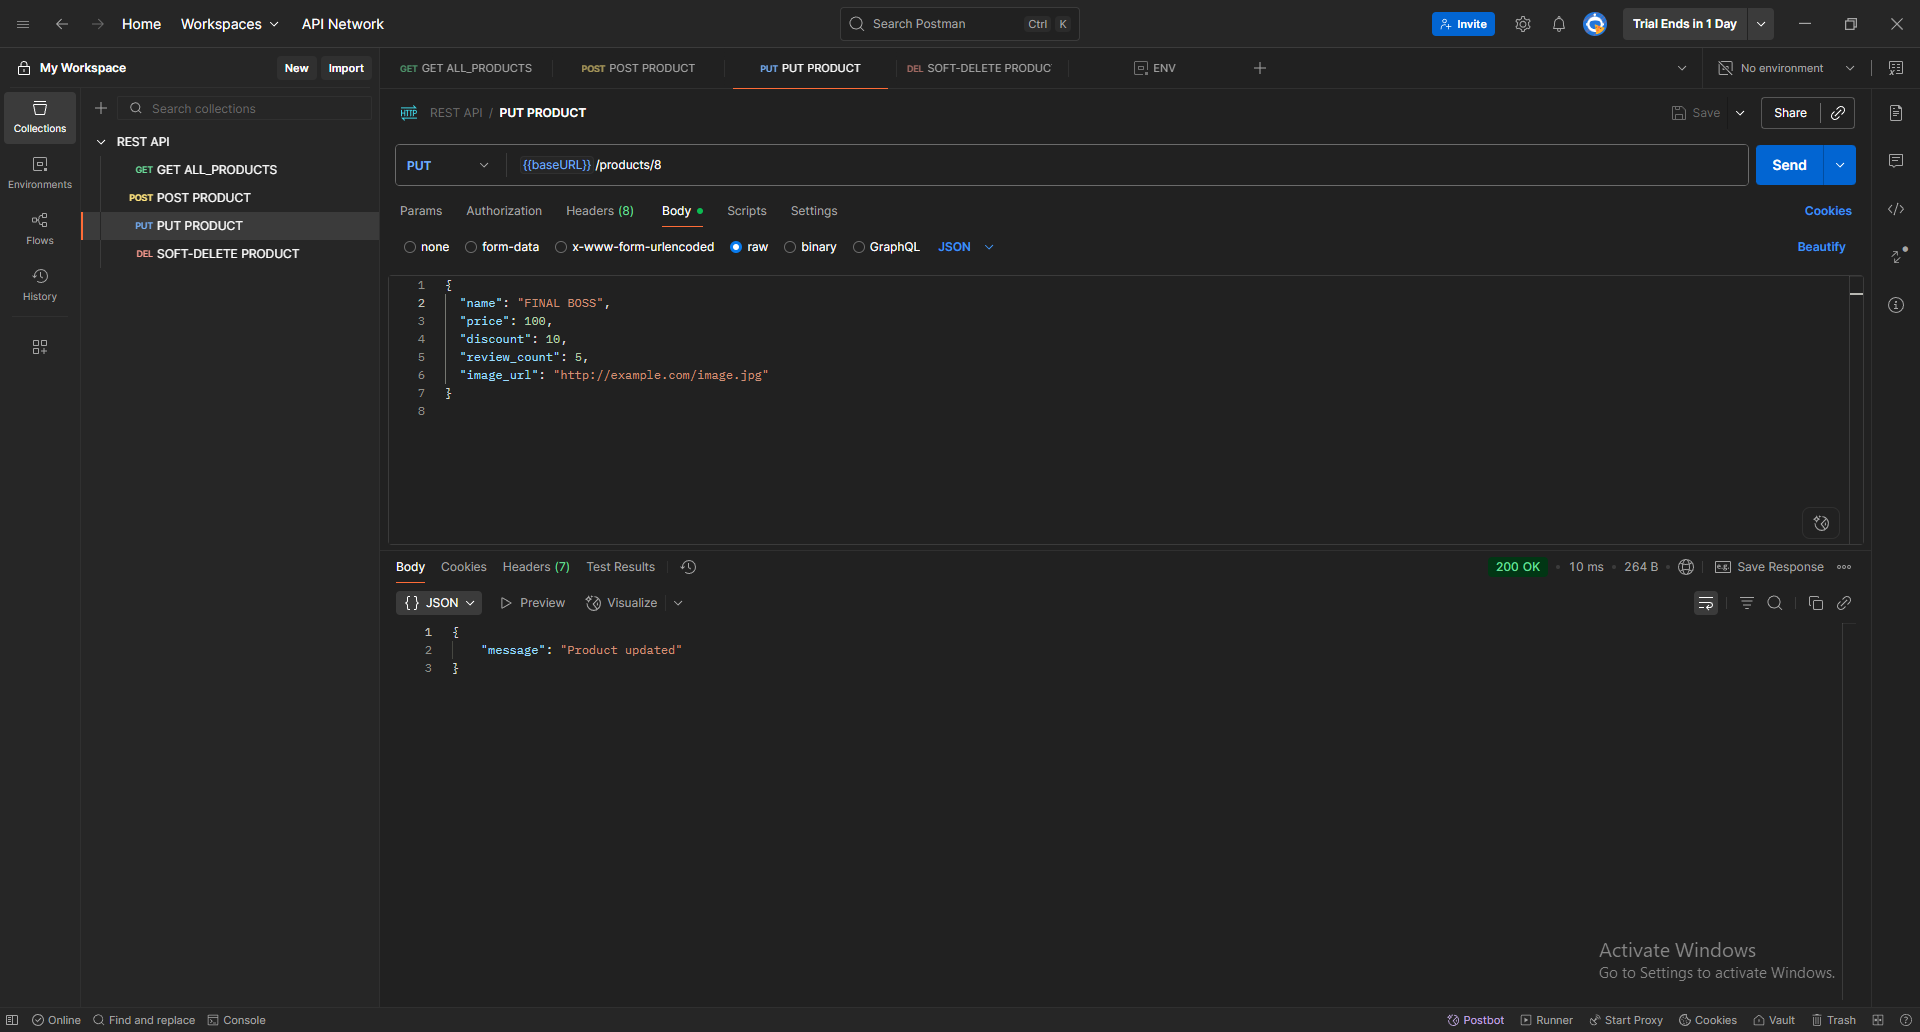 Home Workspaces API Network Search Postman Ctrl K Invite Trial Ends in 1 Day
My Workspace New Import GET GET ALL_PRODUCTS POST POST PRODUCT PUT PUT PRODUCT DEL SOFT-DELETE PRODUC ENV No environment
Collections
Environments
Flows
History
Search collections
REST API
GET GET ALL_PRODUCTS
POST POST PRODUCT
PUT PUT PRODUCT
DEL SOFT-DELETE PRODUCT
HTTP REST API / PUT PRODUCT Save Share
PUT {{baseURL}} /products/8 Send
Params Authorization Headers (8) Body Scripts Settings Cookies
none form-data x-www-form-urlencoded raw binary GraphQL JSON Beautify
1 {
2 "name": "FINAL BOSS",
3 "price": 100,
4 "discount": 10,
5 "review_count": 5,
6 "image_url": "http://example.com/image.jpg"
7 }
8
Body Cookies Headers (7) Test Results 200 OK • 10 ms • 264 B • e.g. Save Response
{} JSON Preview Visualize
1 {
2 "message": "Product updated"
3 }
Activate Windows
Go to Settings to activate Windows.
Online Find and replace Console Postbot Runner Start Proxy Cookies Vault Trash